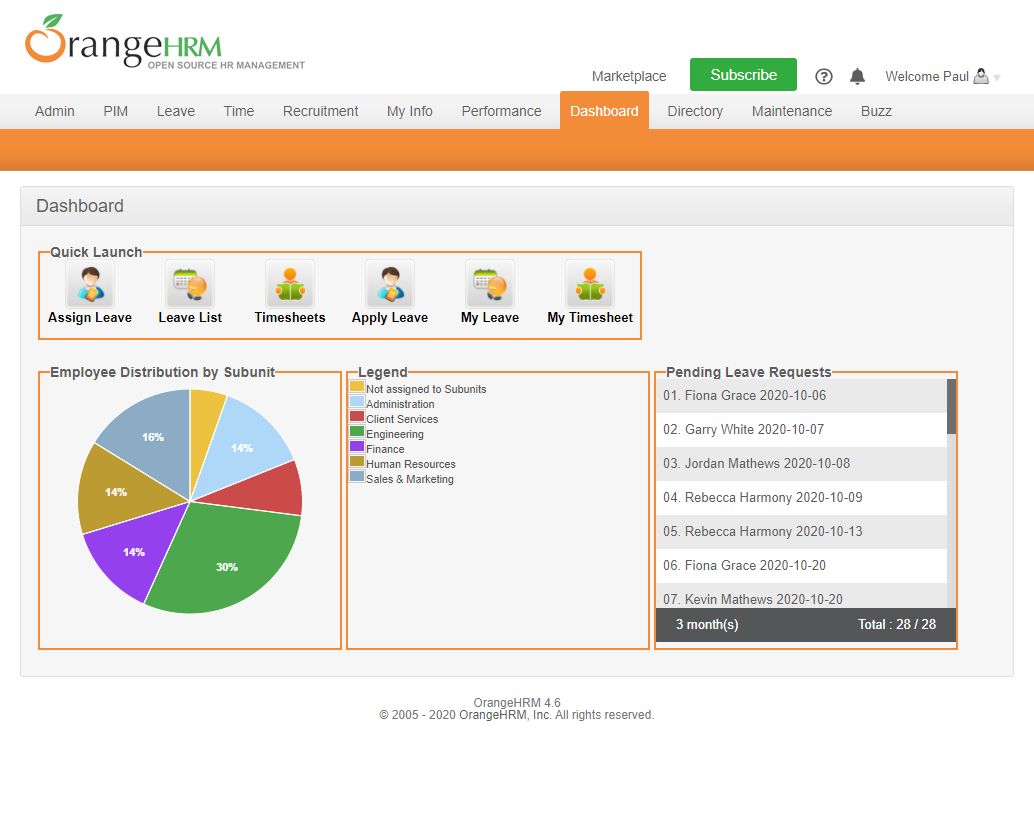 OrangeHRM
OPEN SOURCE HR MANAGEMENT
Marketplace Subscribe Welcome Paul
Admin PIM Leave Time Recruitment My Info Performance Dashboard Directory Maintenance Buzz
Dashboard
Quick Launch
Assign Leave Leave List Timesheets Apply Leave My Leave My Timesheet
Employee Distribution by Subunit
16%
14%
14%
14%
30%
Legend
Not assigned to Subunits
Administration
Client Services
Engineering
Finance
Human Resources
Sales & Marketing
Pending Leave Requests
01. Fiona Grace 2020-10-06
02. Garry White 2020-10-07
03. Jordan Mathews 2020-10-08
04. Rebecca Harmony 2020-10-09
05. Rebecca Harmony 2020-10-13
06. Fiona Grace 2020-10-20
07. Kevin Mathews 2020-10-20
3 month(s) Total : 28 / 28
OrangeHRM 4.6
© 2005 - 2020 OrangeHRM, Inc. All rights reserved.